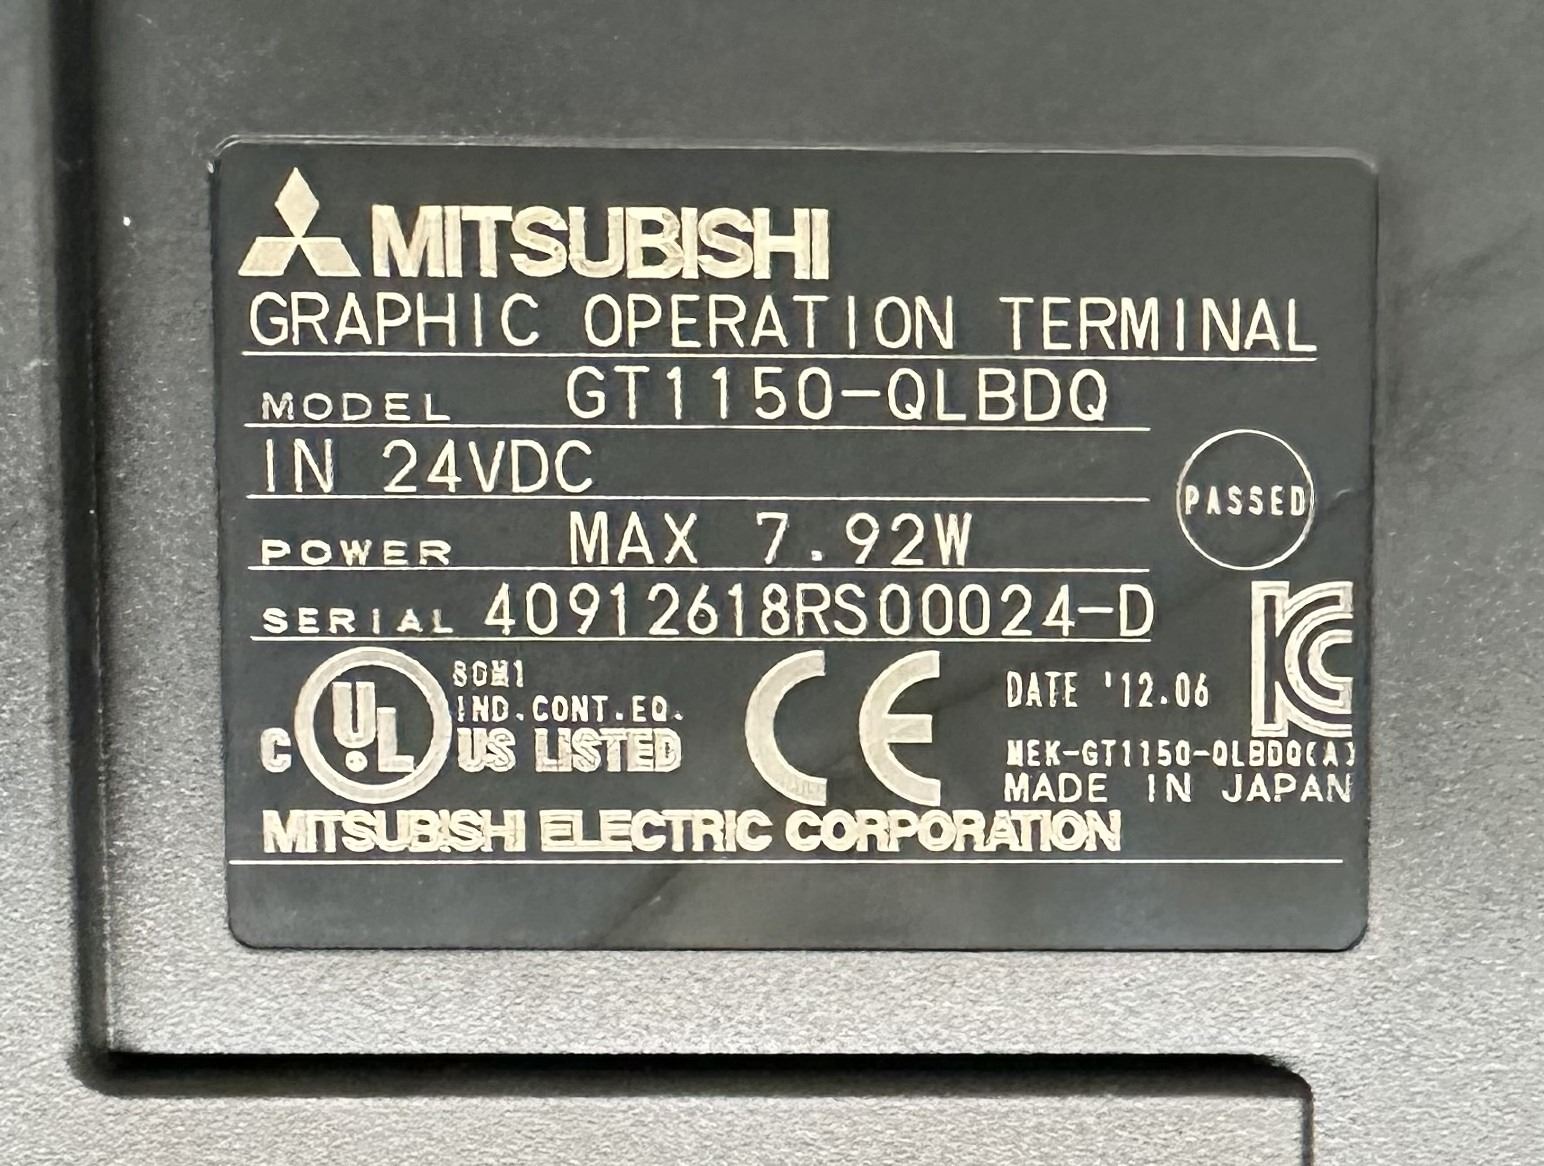 MITSUBISHI
GRAPHIC OPERATION TERMINAL
MODEL GT1150-QLBDQ
IN 24VDC
PASSED
POWER MAX 7.92W
SERIAL 40912618RS00024-D
80M1
IND.CONT.EQ.
C UL US LISTED
CE
DATE '12.06
KC
MEK-GT1150-QLBDQ(A)
MADE IN JAPAN
MITSUBISHI ELECTRIC CORPORATION